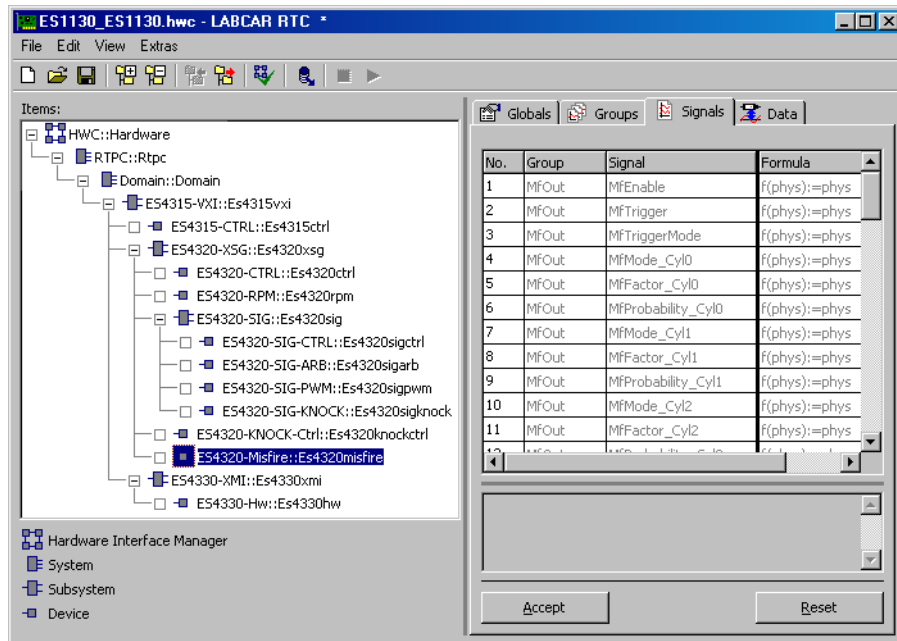 ES1130_ES1130.hwc - LABCAR RTC *
File Edit View Extras
Items:
HWC::Hardware
RTPC::Rtpc
Domain::Domain
ES4315-VXI::Es4315vxi
ES4315-CTRL::Es4315ctrl
ES4320-XSG::Es4320xsg
ES4320-CTRL::Es4320ctrl
ES4320-RPM::Es4320rpm
ES4320-SIG::Es4320sig
ES4320-SIG-CTRL::Es4320sigctrl
ES4320-SIG-ARB::Es4320sigarb
ES4320-SIG-PWM::Es4320sigpwm
ES4320-SIG-KNOCK::Es4320sigknock
ES4320-KNOCK-Ctrl::Es4320knockctrl
ES4320-Misfire::Es4320misfire
ES4330-XMI::Es4330xmi
ES4330-Hw::Es4330hw
Hardware Interface Manager
System
Subsystem
Device
Globals Groups Signals Data
No. Group Signal Formula
1 MfOut MfEnable f(phys):=phys
2 MfOut MfTrigger f(phys):=phys
3 MfOut MfTriggerMode f(phys):=phys
4 MfOut MfMode_Cyl0 f(phys):=phys
5 MfOut MfFactor_Cyl0 f(phys):=phys
6 MfOut MfProbability_Cyl0 f(phys):=phys
7 MfOut MfMode_Cyl1 f(phys):=phys
8 MfOut MfFactor_Cyl1 f(phys):=phys
9 MfOut MfProbability_Cyl1 f(phys):=phys
10 MfOut MfMode_Cyl2 f(phys):=phys
11 MfOut MfFactor_Cyl2 f(phys):=phys
Accept Reset